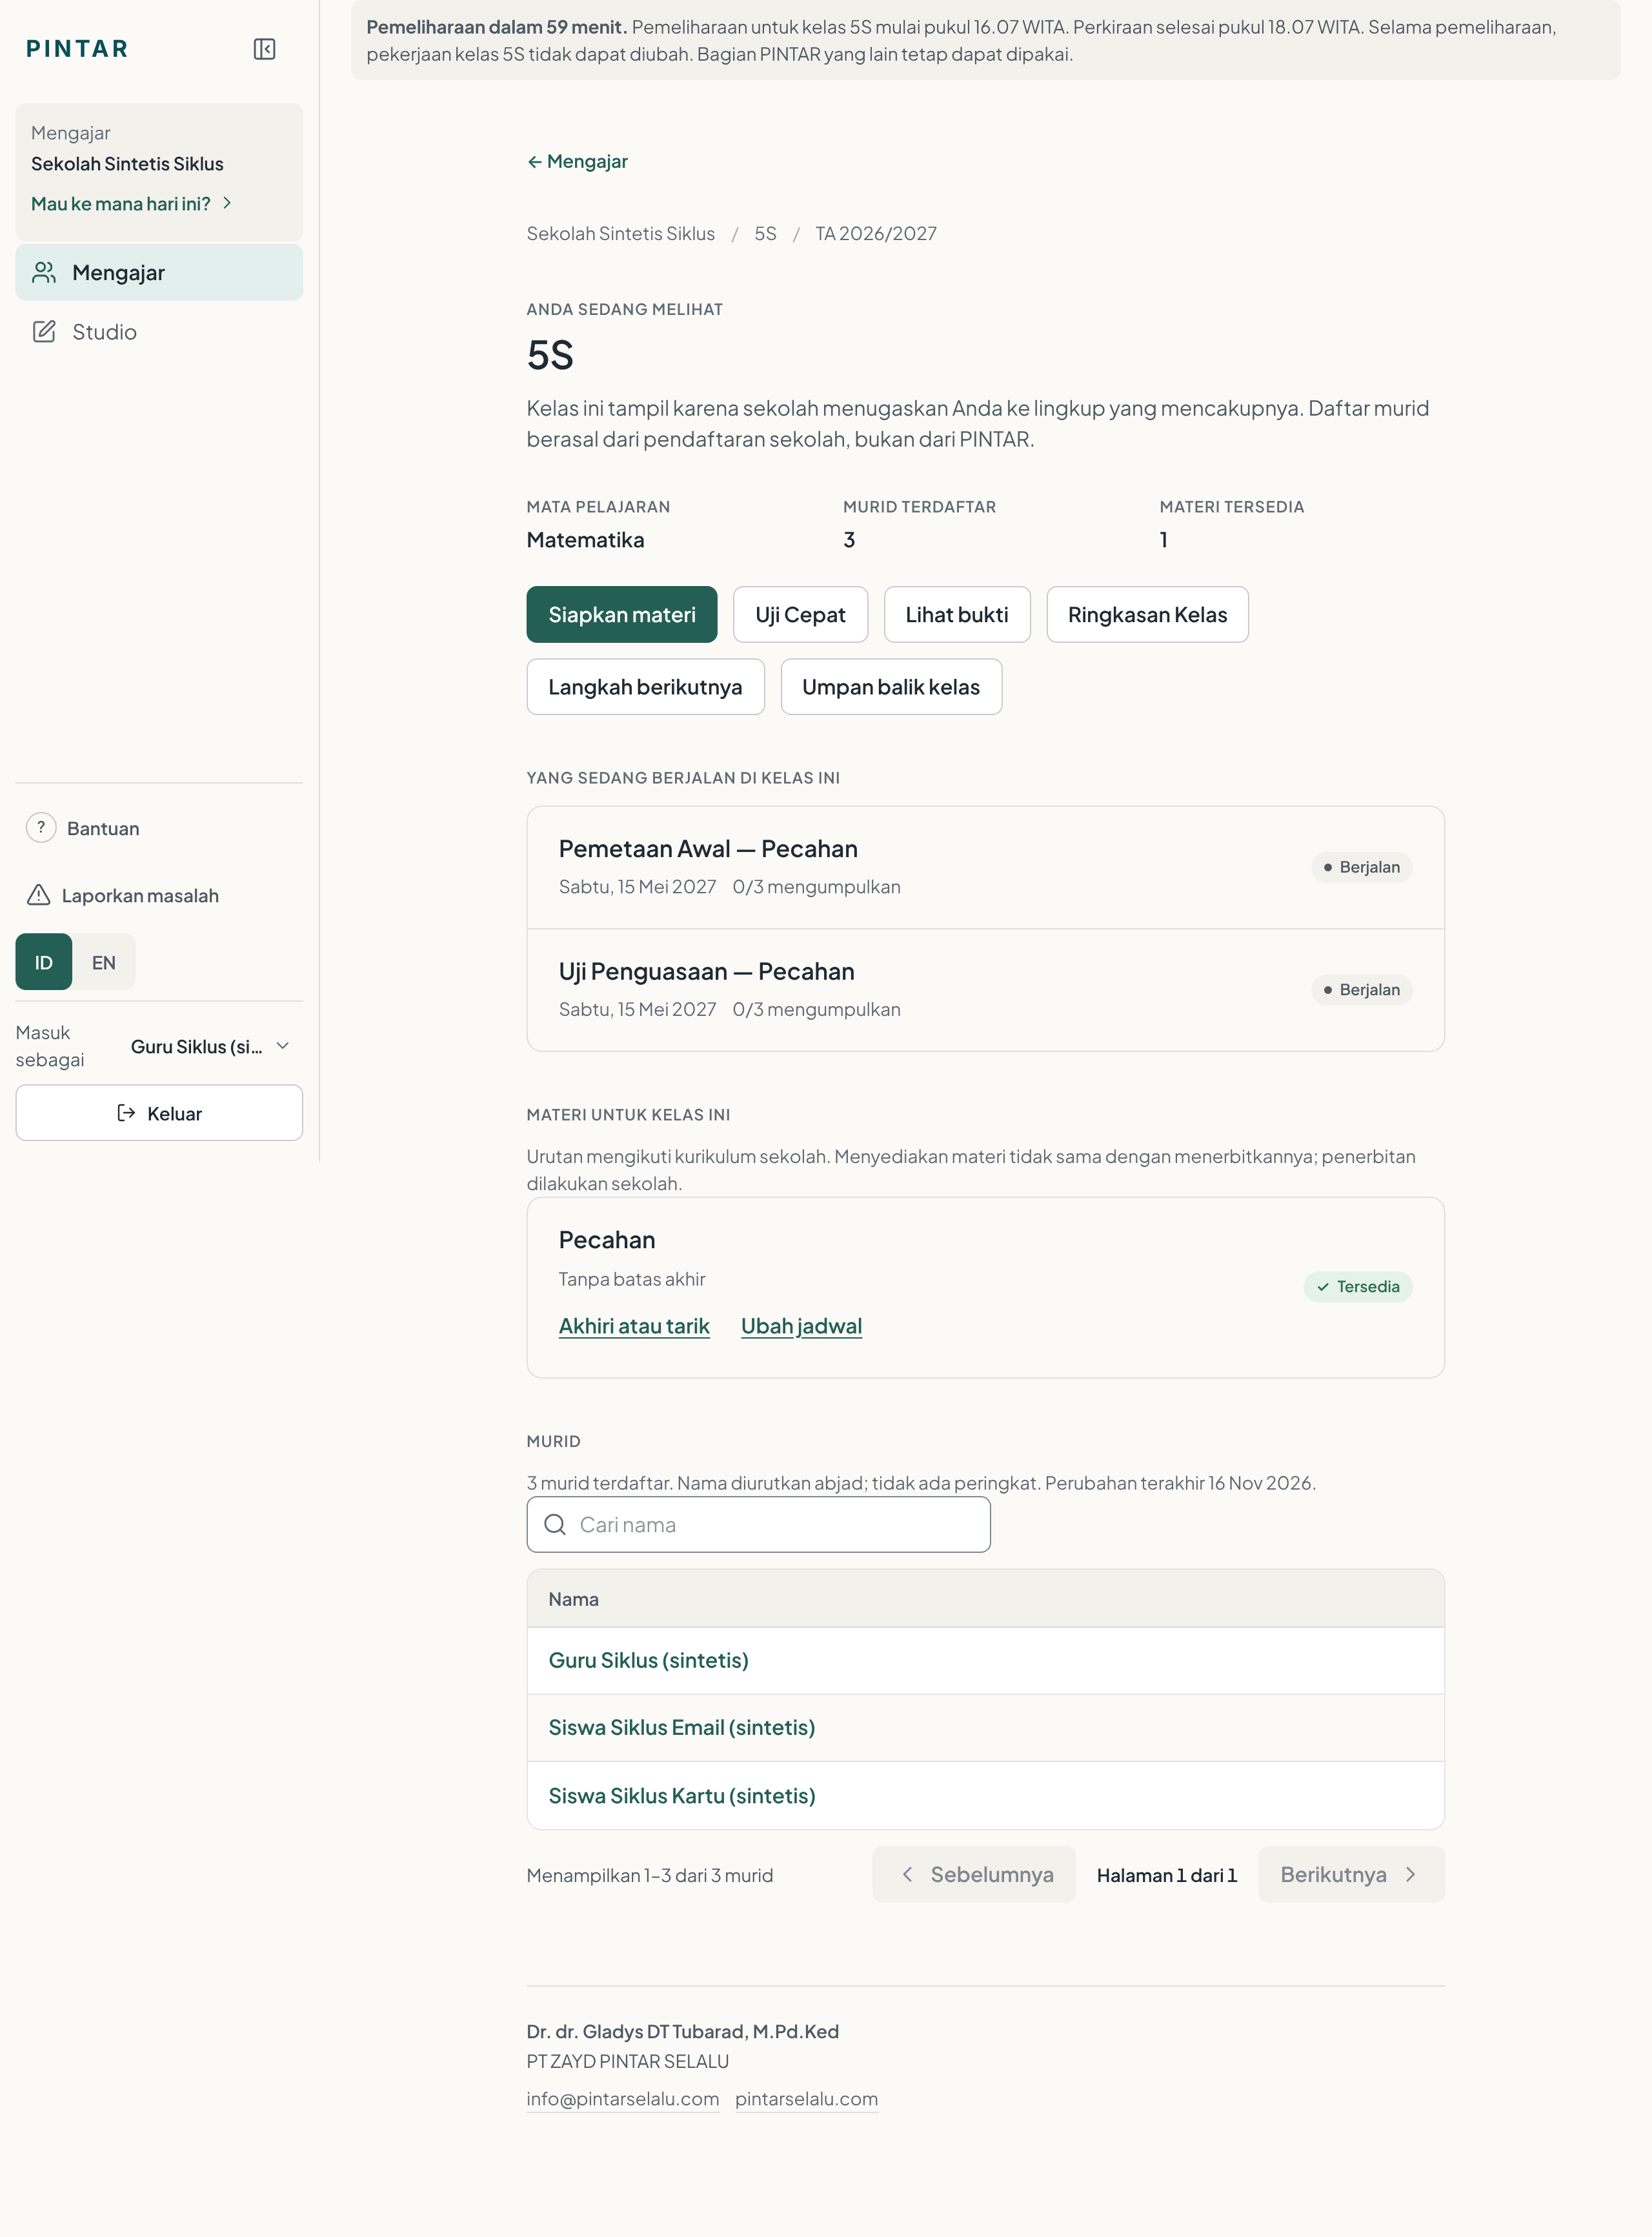 PINTAR
Mengajar
Sekolah Sintetis Siklus
Mau ke mana hari ini?
Mengajar
Studio
? Bantuan
Laporkan masalah
ID EN
Masuk
sebagai
Guru Siklus (si...
Keluar
Pemeliharaan dalam 59 menit. Pemeliharaan untuk kelas 5S mulai pukul 16.07 WITA. Perkiraan selesai pukul 18.07 WITA. Selama pemeliharaan,
pekerjaan kelas 5S tidak dapat diubah. Bagian PINTAR yang lain tetap dapat dipakai.
← Mengajar
Sekolah Sintetis Siklus / 5S / TA 2026/2027
ANDA SEDANG MELIHAT
5S
Kelas ini tampil karena sekolah menugaskan Anda ke lingkup yang mencakupnya. Daftar murid
berasal dari pendaftaran sekolah, bukan dari PINTAR.
MATA PELAJARAN MURID TERDAFTAR MATERI TERSEDIA
Matematika 3 1
Siapkan materi Uji Cepat Lihat bukti Ringkasan Kelas
Langkah berikutnya Umpan balik kelas
YANG SEDANG BERJALAN DI KELAS INI
Pemetaan Awal — Pecahan
Sabtu, 15 Mei 2027 0/3 mengumpulkan
Berjalan
Uji Penguasaan — Pecahan
Sabtu, 15 Mei 2027 0/3 mengumpulkan
Berjalan
MATERI UNTUK KELAS INI
Urutan mengikuti kurikulum sekolah. Menyediakan materi tidak sama dengan menerbitkannya; penerbitan
dilakukan sekolah.
Pecahan
Tanpa batas akhir
Tersedia
Akhiri atau tarik Ubah jadwal
MURID
3 murid terdaftar. Nama diurutkan abjad; tidak ada peringkat. Perubahan terakhir 16 Nov 2026.
Cari nama
Nama
Guru Siklus (sintetis)
Siswa Siklus Email (sintetis)
Siswa Siklus Kartu (sintetis)
Menampilkan 1–3 dari 3 murid Sebelumnya Halaman 1 dari 1 Berikutnya
Dr. dr. Gladys DT Tubarad, M.Pd.Ked
PT ZAYD PINTAR SELALU
info@pintarselalu.com pintarselalu.com